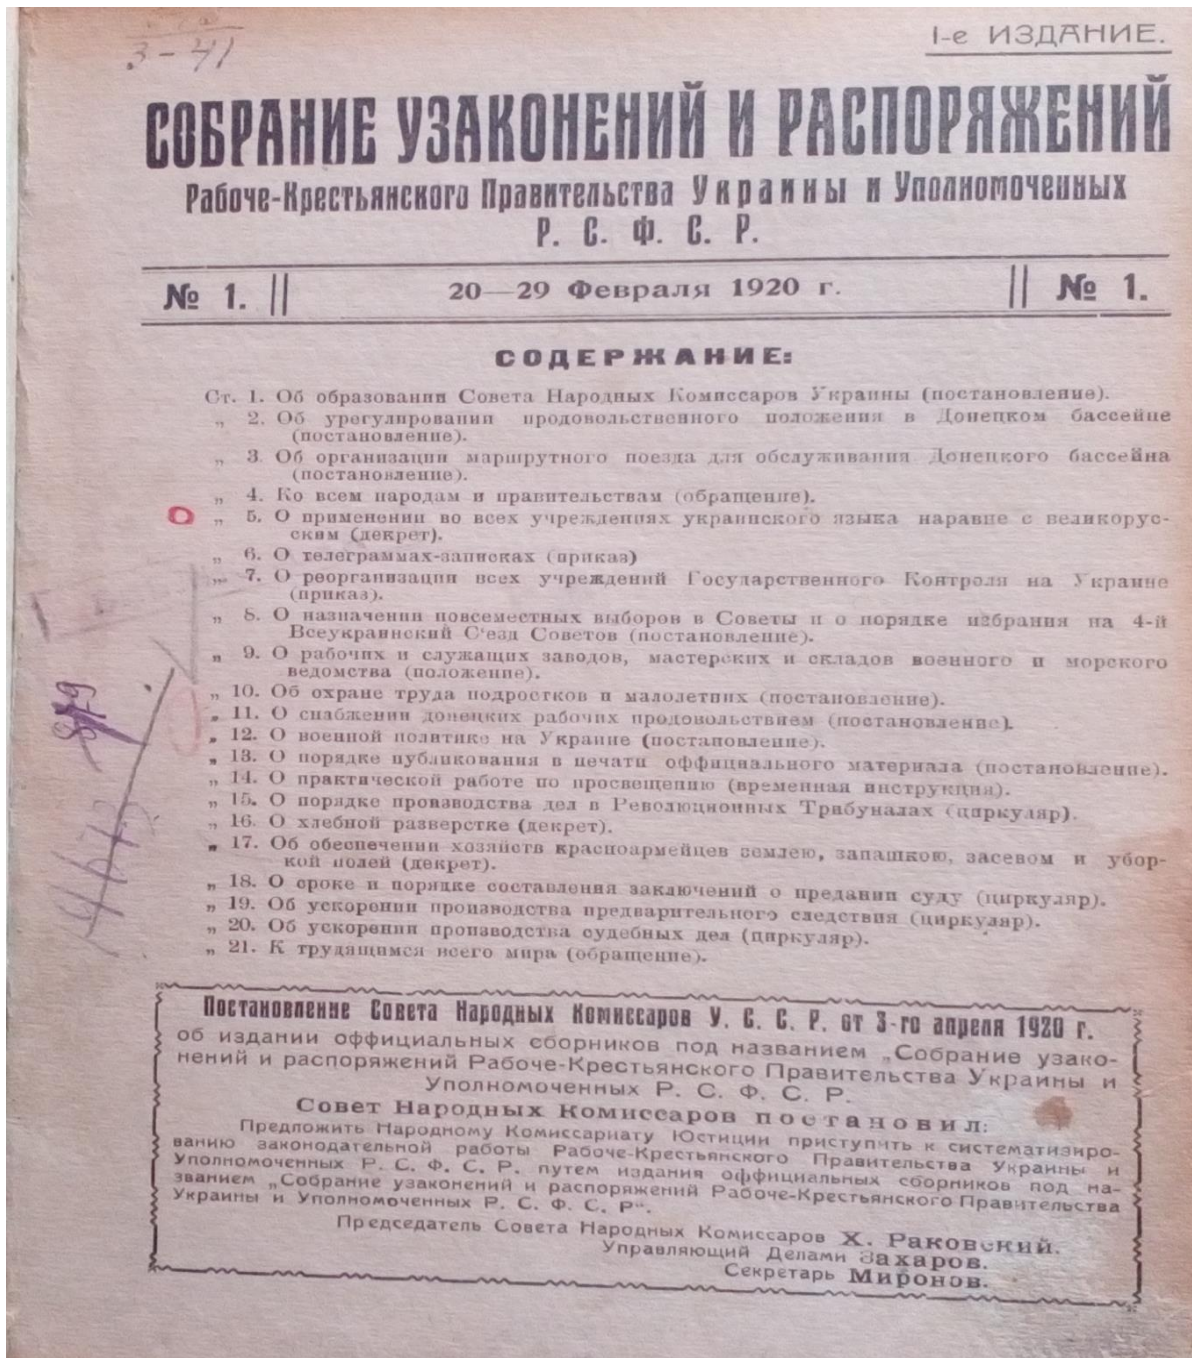 3-41
I-е ИЗДАНИЕ.
СОБРАНИЕ УЗАКОНЕНИЙ И РАСПОРЯЖЕНИЙ
Рабоче-Крестьянского Правительства Украины и Уполномоченных
Р. С. Ф. С. Р.
№ 1. 20—29 Февраля 1920 г. № 1.
СОДЕРЖАНИЕ:
Ст. 1. Об образовании Совета Народных Комиссаров Украины (постановление).
„ 2. Об урегулировании продовольственного положения в Донецком бассейне
(постановление).
„ 3. Об организации маршрутного поезда для обслуживания Донецкого бассейна
(постановление).
„ 4. Ко всем народам и правительствам (обращение).
„ 5. О применении во всех учреждениях украинского языка наравне с великорус-
ским (декрет).
„ 6. О телеграммах-записках (приказ)
„ 7. О реорганизации всех учреждений Государственного Контроля на Украине
(приказ).
„ 8. О назначении повсеместных выборов в Советы и о порядке избрания на 4-й
Всеукраинский С‘езд Советов (постановление).
„ 9. О рабочих и служащих заводов, мастерских и складов военного и морского
ведомства (положение).
„ 10. Об охране труда подростков и малолетних (постановление).
„ 11. О снабжении донецких рабочих продовольствием (постановление).
„ 12. О военной политике на Украине (постановление).
„ 13. О порядке публикования в печати оффициального материала (постановление).
„ 14. О практической работе по просвещению (временная инструкция).
„ 15. О порядке производства дел в Революционных Трибуналах (циркуляр).
„ 16. О хлебной разверстке (декрет).
„ 17. Об обеспечении хозяйств красноармейцев землею, запашкою, засевом и убор-
кой полей (декрет).
„ 18. О сроке и порядке составления заключений о предании суду (циркуляр).
„ 19. Об ускорении производства предварительного следствия (циркуляр).
„ 20. Об ускорении производства судебных дел (циркуляр).
„ 21. К трудящимся всего мира (обращение).
Постановление Совета Народных Комиссаров У. С. С. Р. от 3-го апреля 1920 г.
об издании оффициальных сборников под названием „Собрание узако-
нений и распоряжений Рабоче-Крестьянского Правительства Украины и
Уполномоченных Р. С. Ф. С. Р.
Совет Народных Комиссаров постановил:
Предложить Народному Комиссариату Юстиции приступить к систематизиро-
ванию законодательной работы Рабоче-Крестьянского Правительства Украины и
Уполномоченных Р. С. Ф. С. Р. путем издания оффициальных сборников под на-
званием „Собрание узаконений и распоряжений Рабоче-Крестьянского Правительства
Украины и Уполномоченных Р. С. Ф. С. Р“.
Председатель Совета Народных Комиссаров Х. Раковский.
Управляющий Делами Захаров.
Секретарь Миронов.